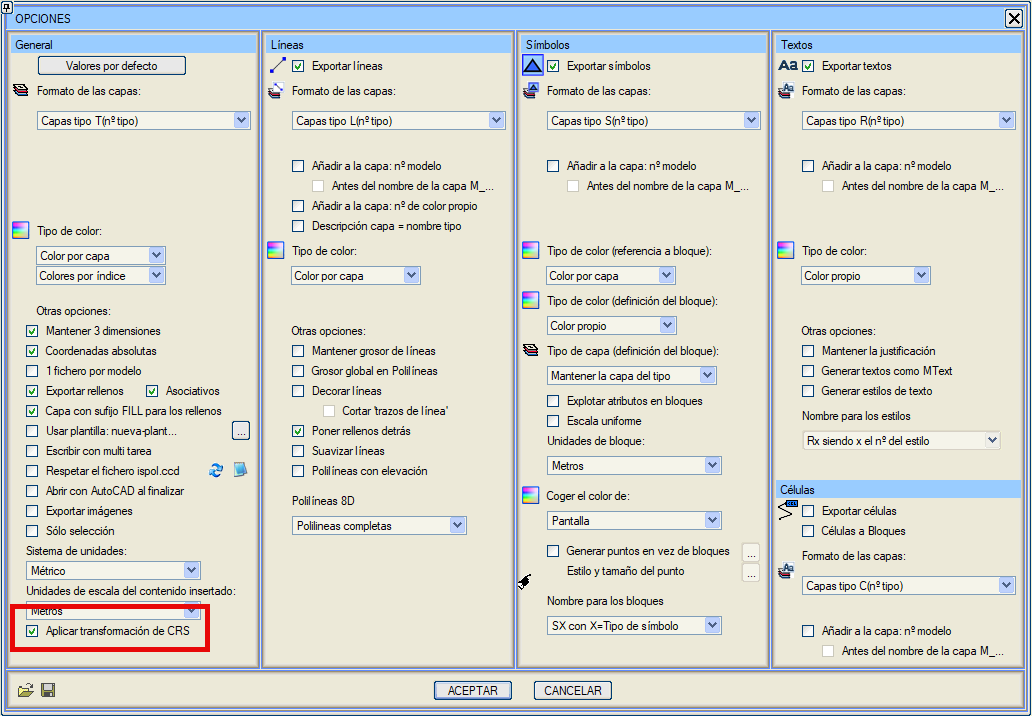 OPCIONES
General
Valores por defecto
Formato de las capas:
Capas tipo T(nº tipo)
Tipo de color:
Color por capa
Colores por índice
Otras opciones:
Mantener 3 dimensiones
Coordenadas absolutas
1 fichero por modelo
Exportar rellenos Asociativos
Capa con sufijo FILL para los rellenos
Usar plantilla: nueva-plant... ...
Escribir con multi tarea
Respetar el fichero ispol.ccd
Abrir con AutoCAD al finalizar
Exportar imágenes
Sólo selección
Sistema de unidades:
Métrico
Unidades de escala del contenido insertado:
Metros
Aplicar transformación de CRS
Líneas
Exportar líneas
Formato de las capas:
Capas tipo L(nº tipo)
Añadir a la capa: nº modelo
Antes del nombre de la capa M_...
Añadir a la capa: nº de color propio
Descripción capa = nombre tipo
Tipo de color:
Color por capa
Otras opciones:
Mantener grosor de líneas
Grosor global en Polilíneas
Decorar líneas
Cortar 'trazos de línea'
Poner rellenos detrás
Suavizar líneas
Polilíneas con elevación
Polilíneas 8D
Polilineas completas
Símbolos
Exportar símbolos
Formato de las capas:
Capas tipo S(nº tipo)
Añadir a la capa: nº modelo
Antes del nombre de la capa M_...
Tipo de color (referencia a bloque):
Color por capa
Tipo de color (definición del bloque):
Color propio
Tipo de capa (definición del bloque):
Mantener la capa del tipo
Explotar atributos en bloques
Escala uniforme
Unidades de bloque:
Metros
Coger el color de:
Pantalla
Generar puntos en vez de bloques ...
Estilo y tamaño del punto ...
Nombre para los bloques
SX con X=Tipo de símbolo
Textos
Aa Exportar textos
Formato de las capas:
Capas tipo R(nº tipo)
Añadir a la capa: nº modelo
Antes del nombre de la capa M_...
Tipo de color:
Color propio
Otras opciones:
Mantener la justificación
Generar textos como MText
Generar estilos de texto
Nombre para los estilos
Rx siendo x el nº del estilo
Células
Exportar células
Células a Bloques
Formato de las capas:
Capas tipo C(nº tipo)
Añadir a la capa: nº modelo
Antes del nombre de la capa M_...
ACEPTAR
CANCELAR